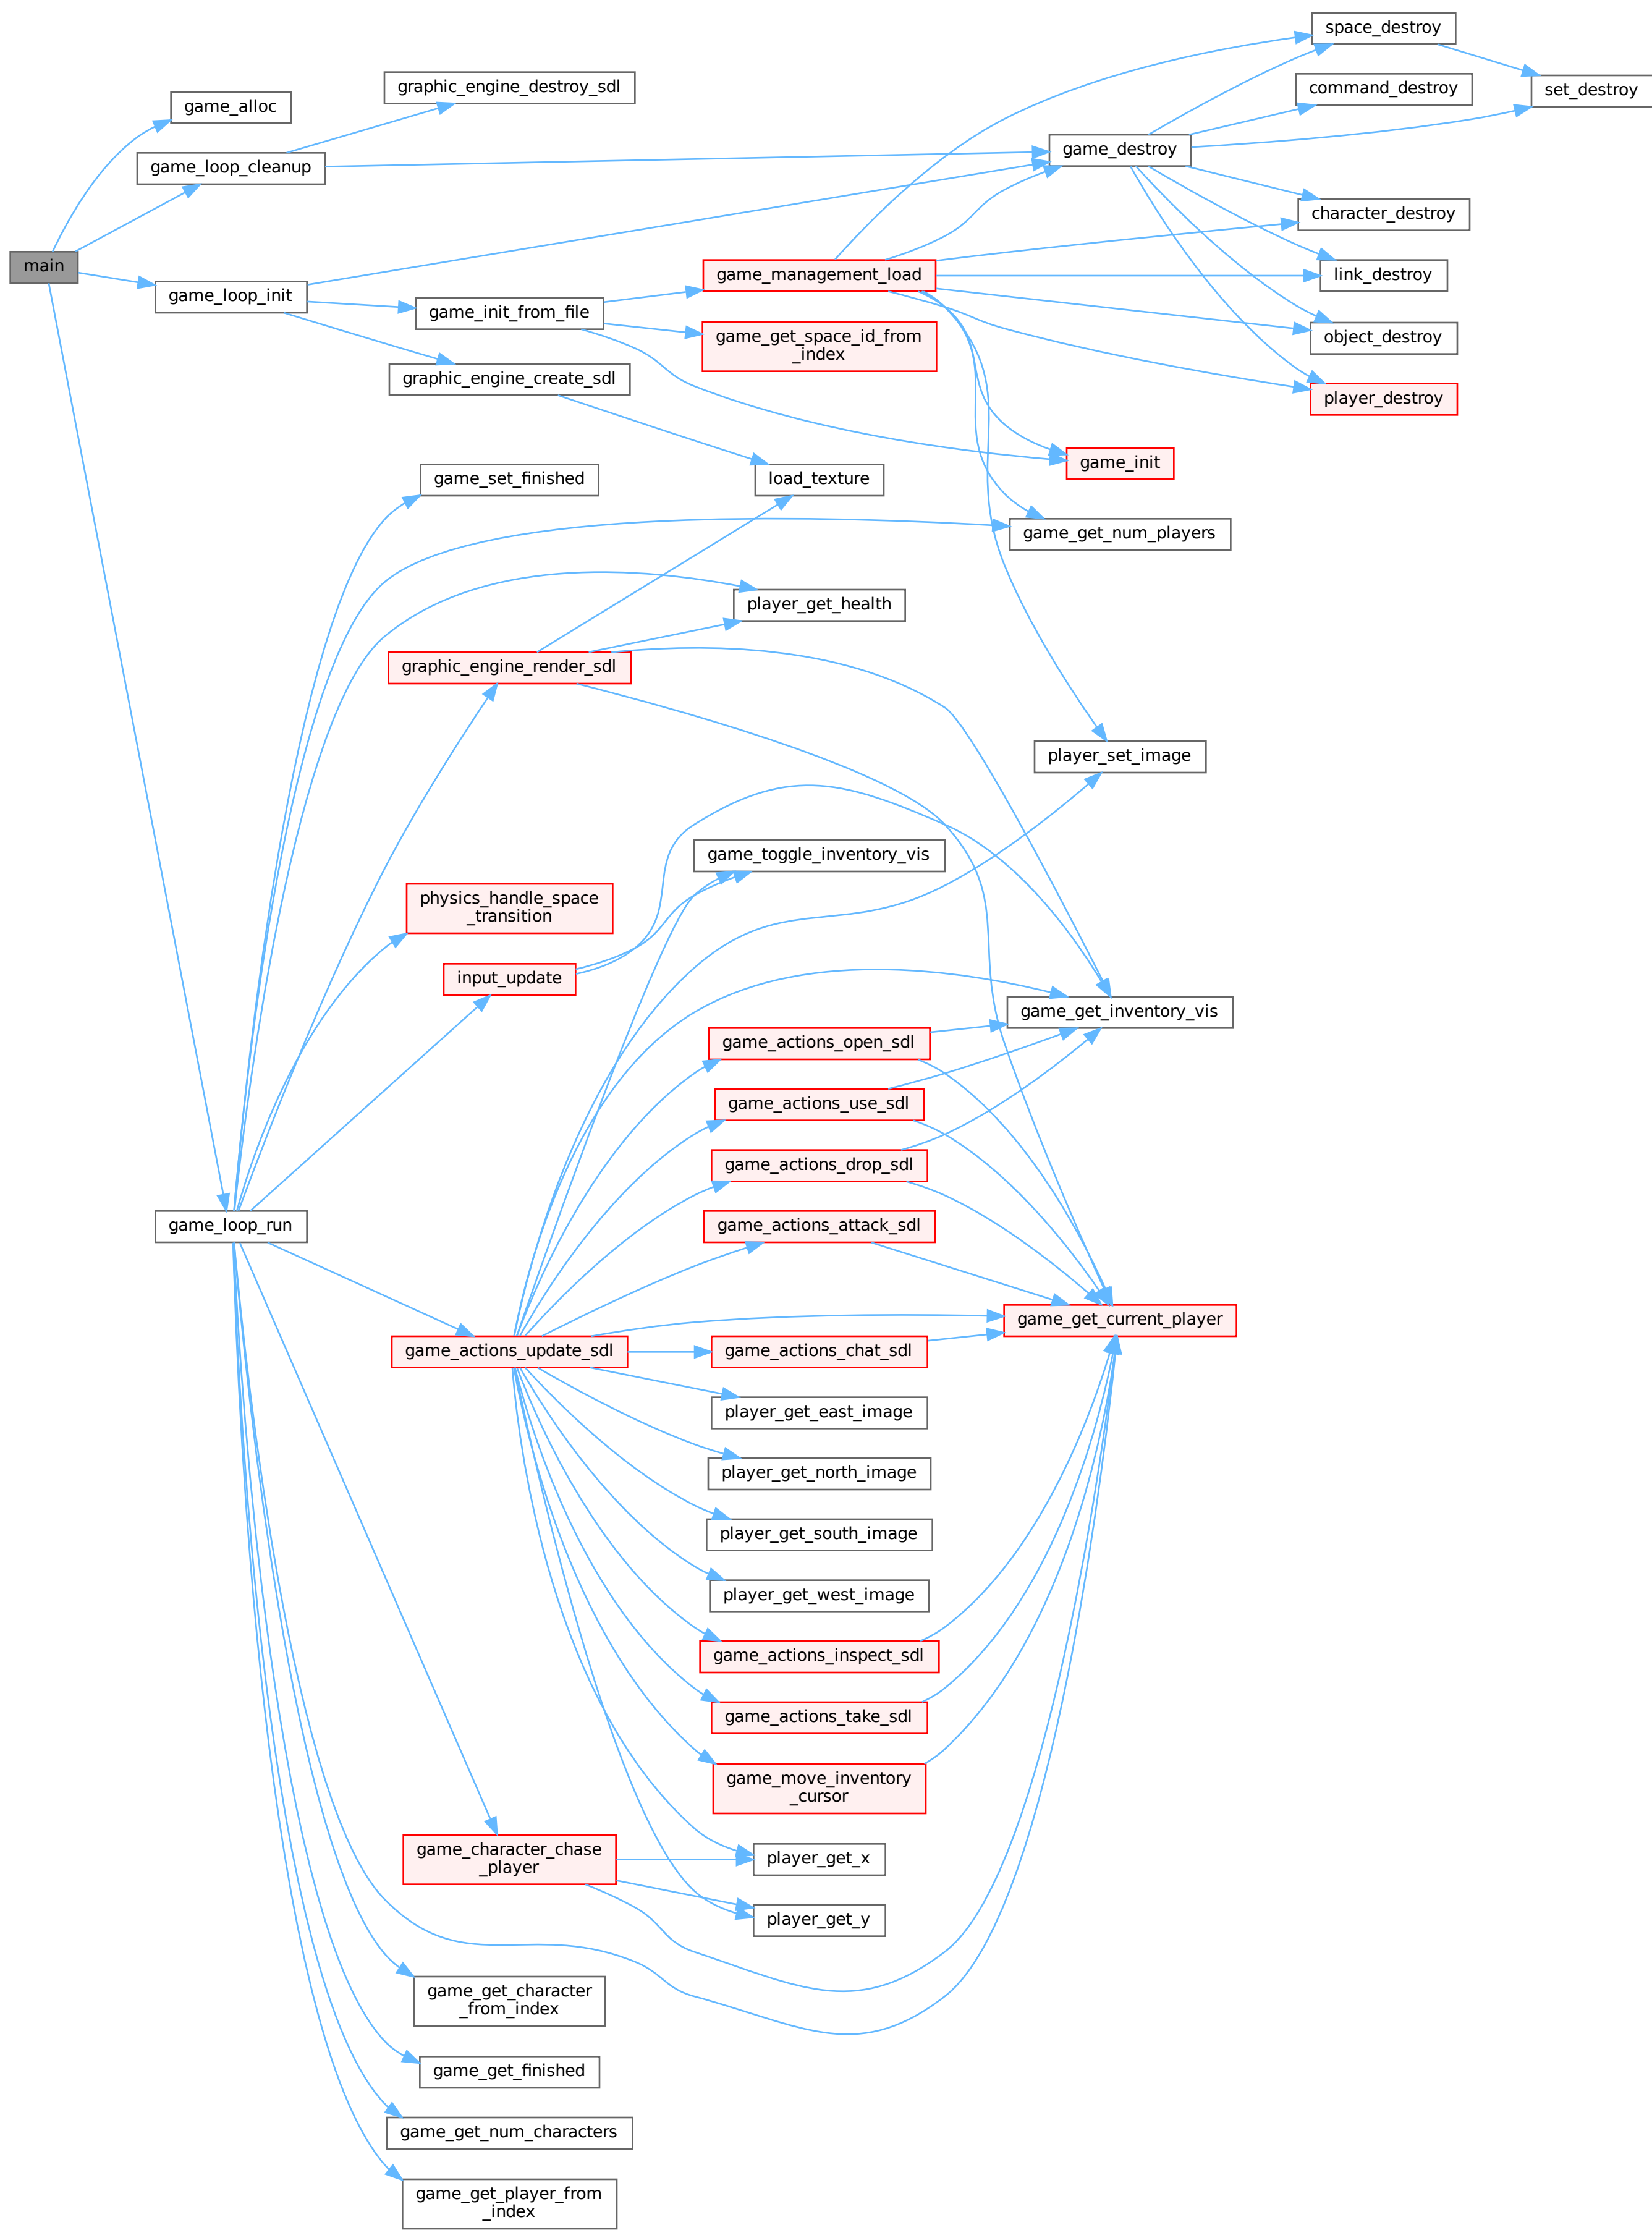 main
game_alloc
game_loop_cleanup
graphic_engine_destroy_sdl
game_loop_init
game_init_from_file
graphic_engine_create_sdl
game_management_load
game_get_space_id_from
_index
game_destroy
space_destroy
command_destroy
set_destroy
character_destroy
link_destroy
object_destroy
player_destroy
game_init
load_texture
game_set_finished
game_get_num_players
player_get_health
graphic_engine_render_sdl
player_set_image
game_toggle_inventory_vis
physics_handle_space
_transition
input_update
game_get_inventory_vis
game_actions_open_sdl
game_actions_use_sdl
game_actions_drop_sdl
game_loop_run
game_actions_attack_sdl
game_get_current_player
game_actions_update_sdl
game_actions_chat_sdl
player_get_east_image
player_get_north_image
player_get_south_image
player_get_west_image
game_actions_inspect_sdl
game_actions_take_sdl
game_move_inventory
_cursor
game_character_chase
_player
player_get_x
player_get_y
game_get_character
_from_index
game_get_finished
game_get_num_characters
game_get_player_from
_index